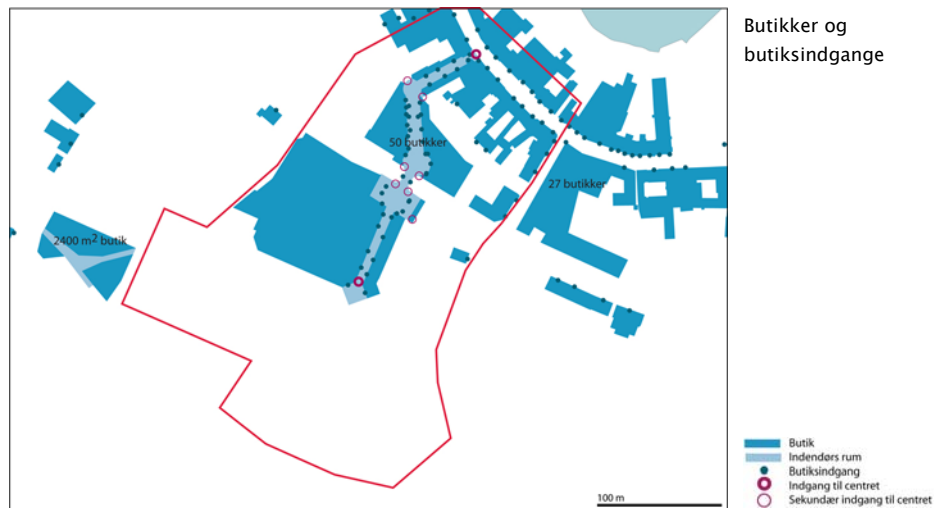 Butikker og
butiksindgange
50 butikker
27 butikker
2400 m² butik
100 m
Butik
Indendørs rum
Butiksindgang
Indgang til centret
Sekundær indgang til centret